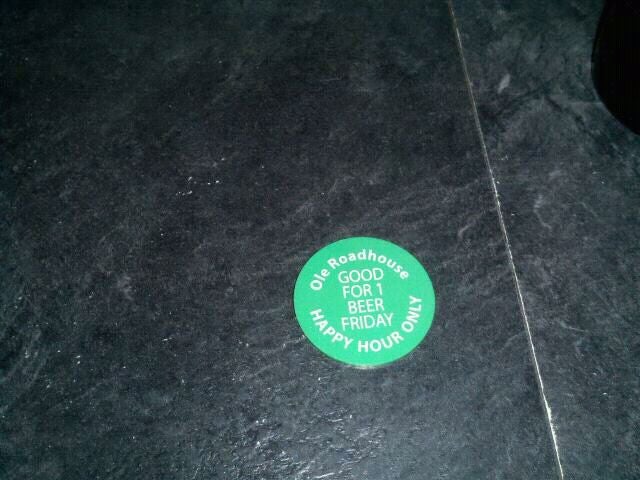 Ole Roadhouse
GOOD
FOR 1
BEER
FRIDAY
HAPPY HOUR ONLY